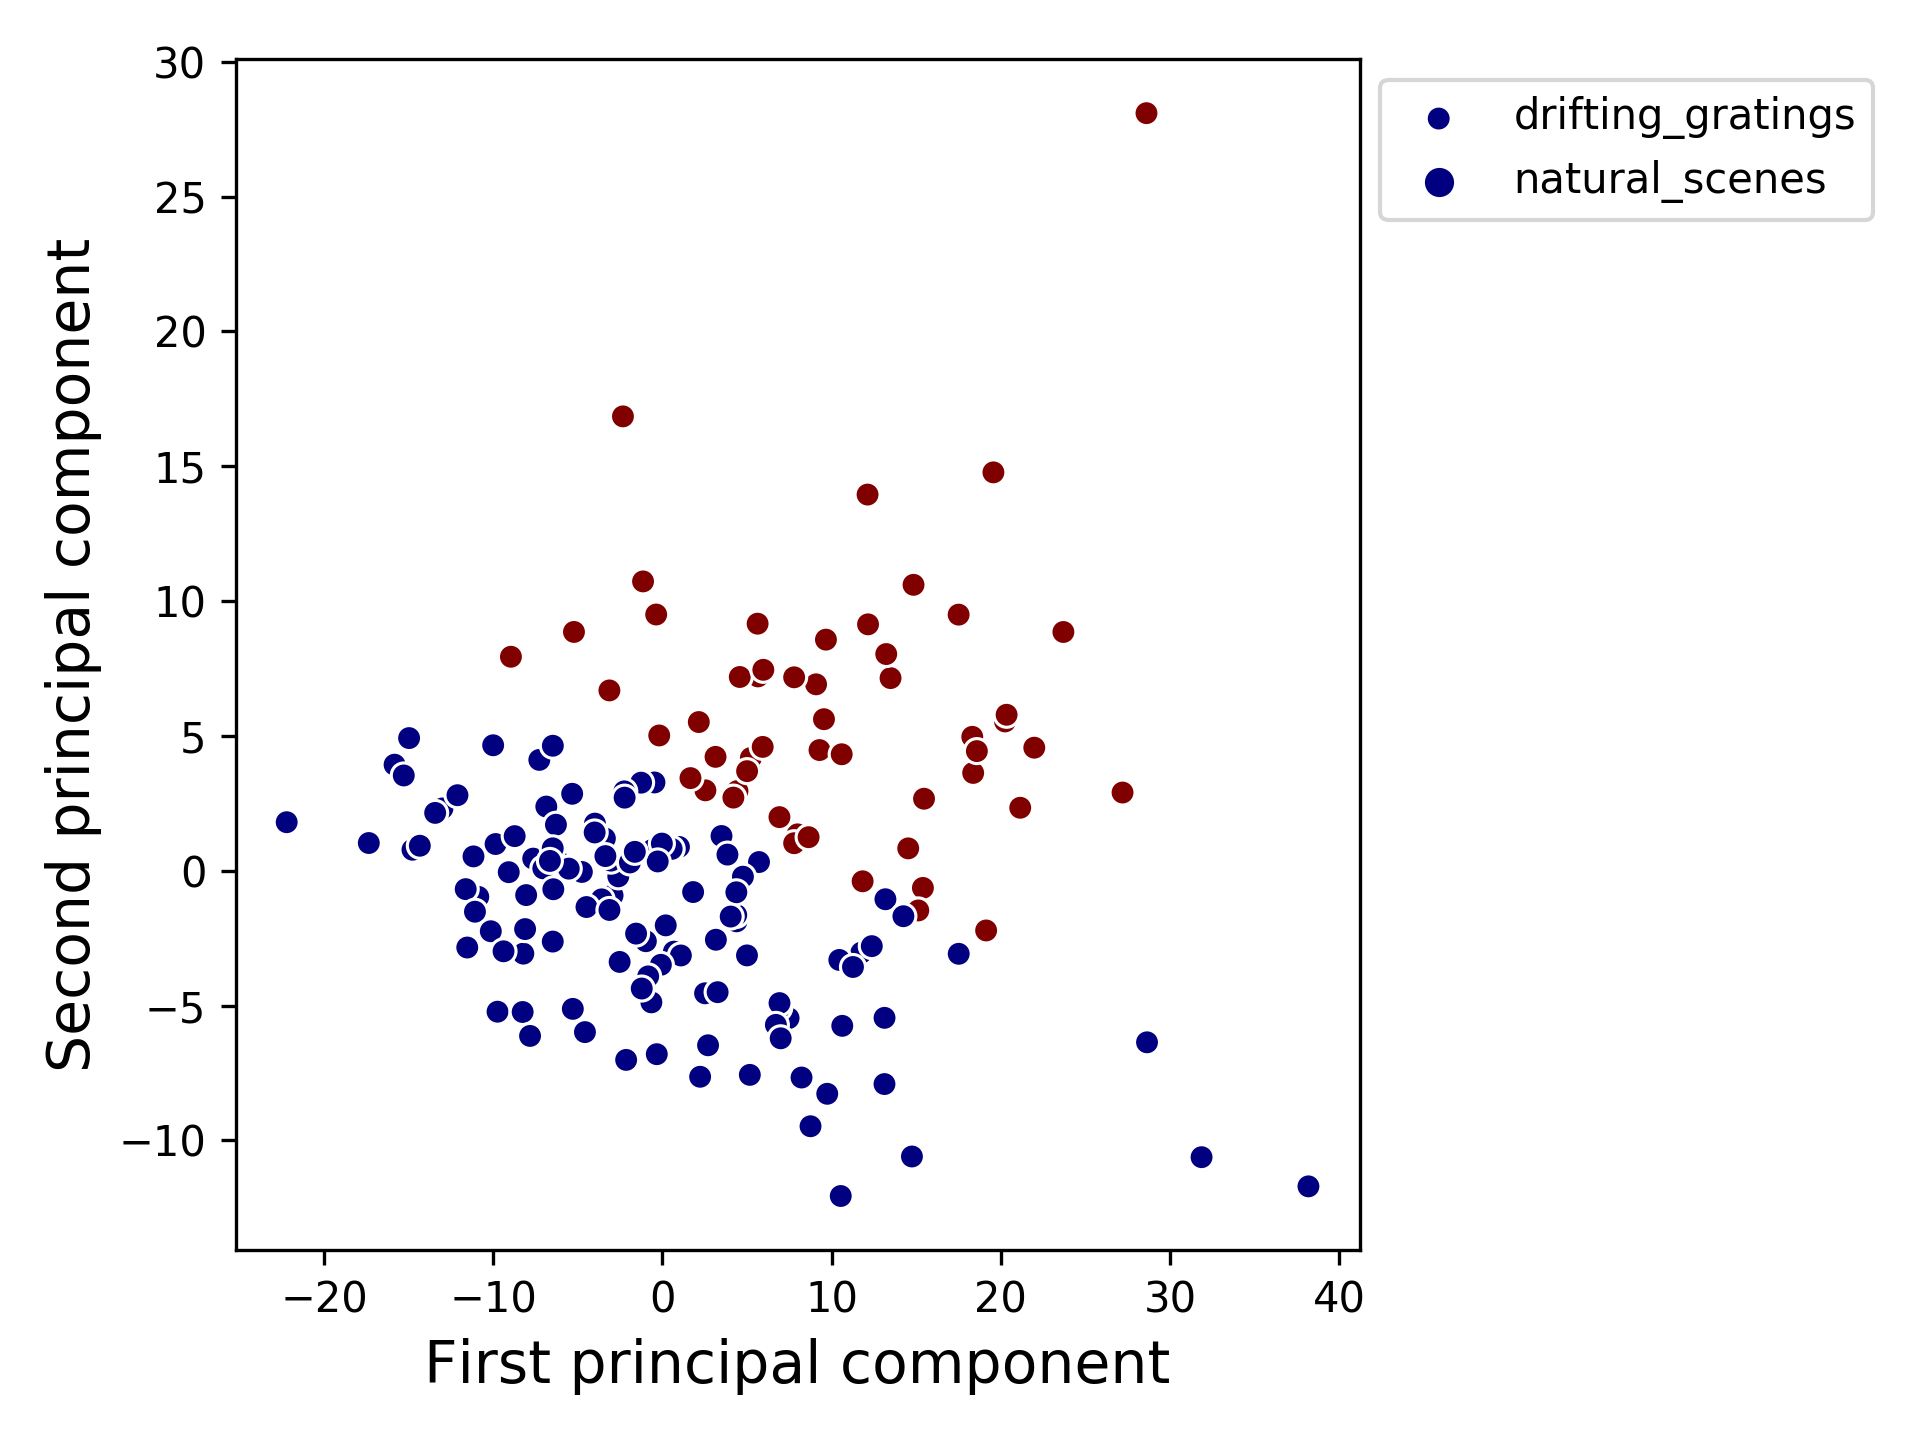 30
25
20
15
10
5
0
−5
−10
Second principal component
−20 −10 0 10 20 30 40
First principal component
drifting_gratings
natural_scenes